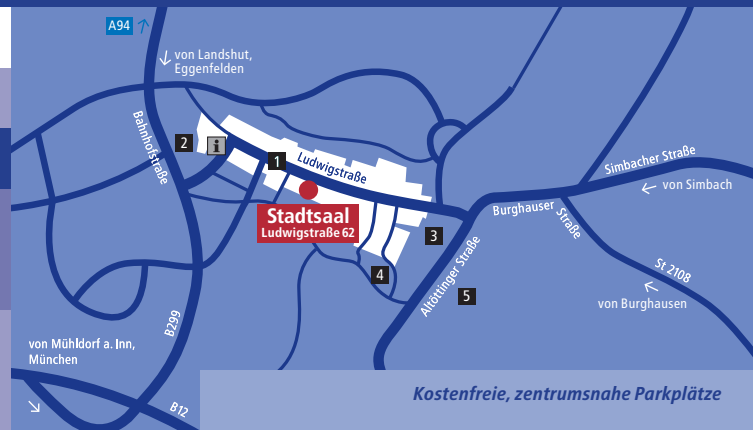 A94
von Landshut,
Eggenfelden
Bahnhofstraße
2
i
1
Ludwigstraße
Simbacher Straße
von Simbach
Stadtsaal
Ludwigstraße 62
Burghauser
Straße
3
4
Altöttinger Straße
St 2108
5
von Burghausen
B299
von Mühldorf a. Inn,
München
B12
Kostenfreie, zentrumsnahe Parkplätze